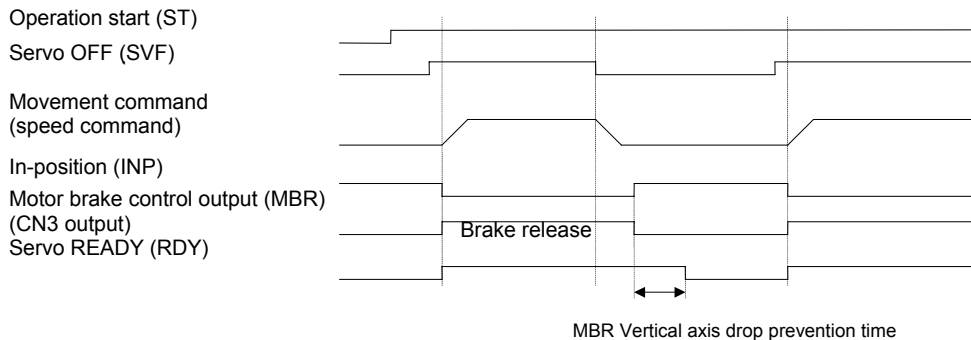 Operation start (ST)
Servo OFF (SVF)
Movement command
(speed command)
In-position (INP)
Motor brake control output (MBR)
(CN3 output)
Brake release
Servo READY (RDY)
MBR Vertical axis drop prevention time